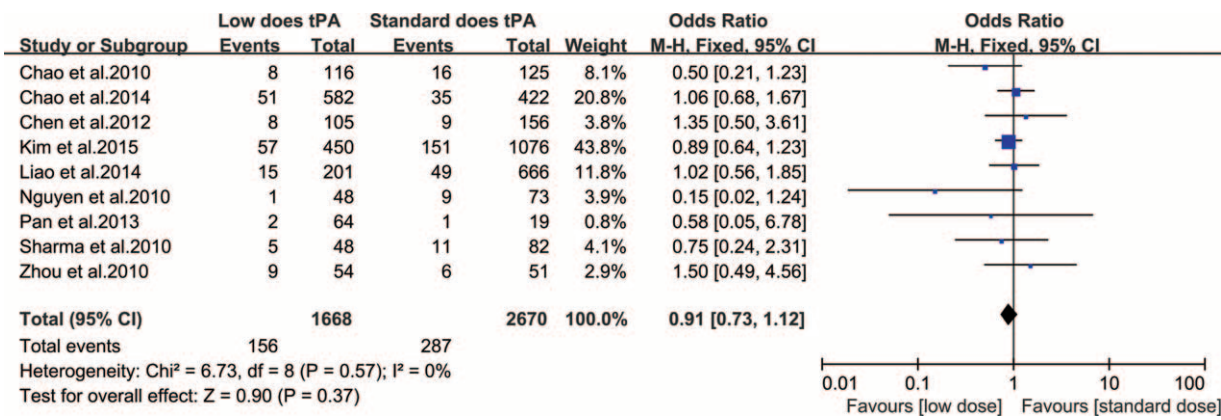 Low does tPA Standard does tPA Odds Ratio Odds Ratio
Study or Subgroup Events Total Events Total Weight M-H, Fixed, 95% CI M-H, Fixed, 95% CI
Chao et al.2010 8 116 16 125 8.1% 0.50 [0.21, 1.23]
Chao et al.2014 51 582 35 422 20.8% 1.06 [0.68, 1.67]
Chen et al.2012 8 105 9 156 3.8% 1.35 [0.50, 3.61]
Kim et al.2015 57 450 151 1076 43.8% 0.89 [0.64, 1.23]
Liao et al.2014 15 201 49 666 11.8% 1.02 [0.56, 1.85]
Nguyen et al.2010 1 48 9 73 3.9% 0.15 [0.02, 1.24]
Pan et al.2013 2 64 1 19 0.8% 0.58 [0.05, 6.78]
Sharma et al.2010 5 48 11 82 4.1% 0.75 [0.24, 2.31]
Zhou et al.2010 9 54 6 51 2.9% 1.50 [0.49, 4.56]
Total (95% CI) 1668 2670 100.0% 0.91 [0.73, 1.12]
Total events 156 287
Heterogeneity: Chi² = 6.73, df = 8 (P = 0.57); I² = 0%
Test for overall effect: Z = 0.90 (P = 0.37)
0.01 0.1 1 10 100
Favours [low dose] Favours [standard dose]